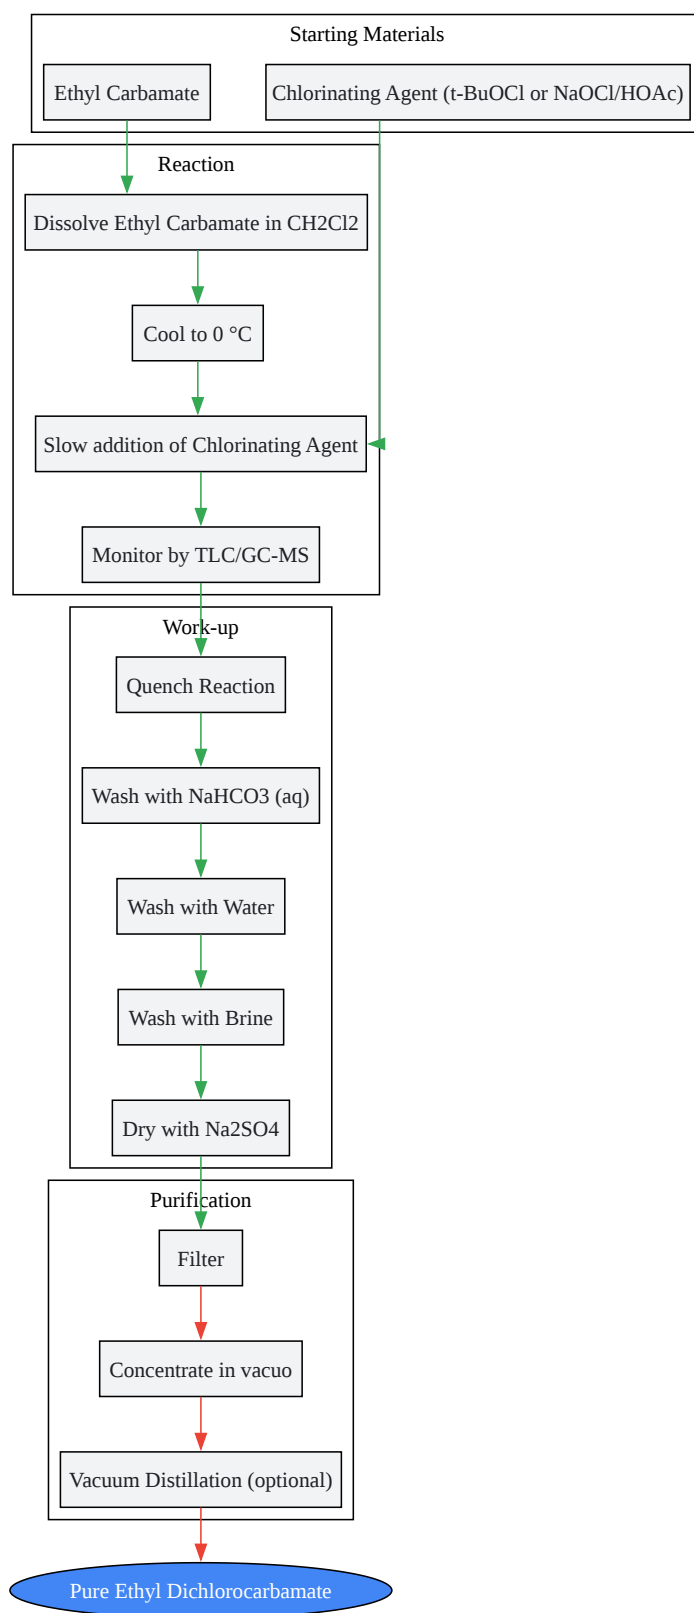 Starting Materials
Ethyl Carbamate
Chlorinating Agent (t-BuOCl or NaOCl/HOAc)
Reaction
Dissolve Ethyl Carbamate in CH2Cl2
Cool to 0 °C
Slow addition of Chlorinating Agent
Monitor by TLC/GC-MS
Work-up
Quench Reaction
Wash with NaHCO3 (aq)
Wash with Water
Wash with Brine
Dry with Na2SO4
Purification
Filter
Concentrate in vacuo
Vacuum Distillation (optional)
Pure Ethyl Dichlorocarbamate